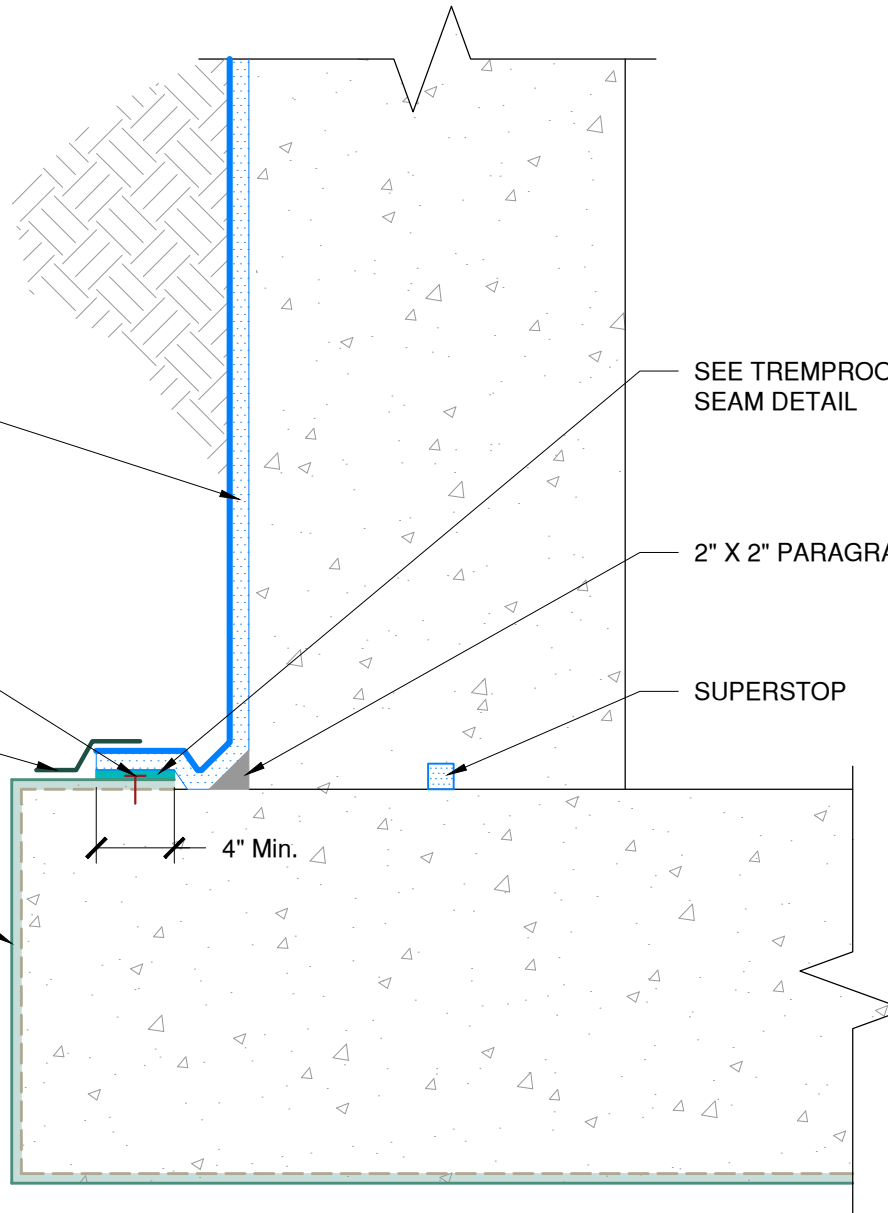 SEE TREMPROO
SEAM DETAIL
2" X 2" PARAGRA
SUPERSTOP
4" Min.